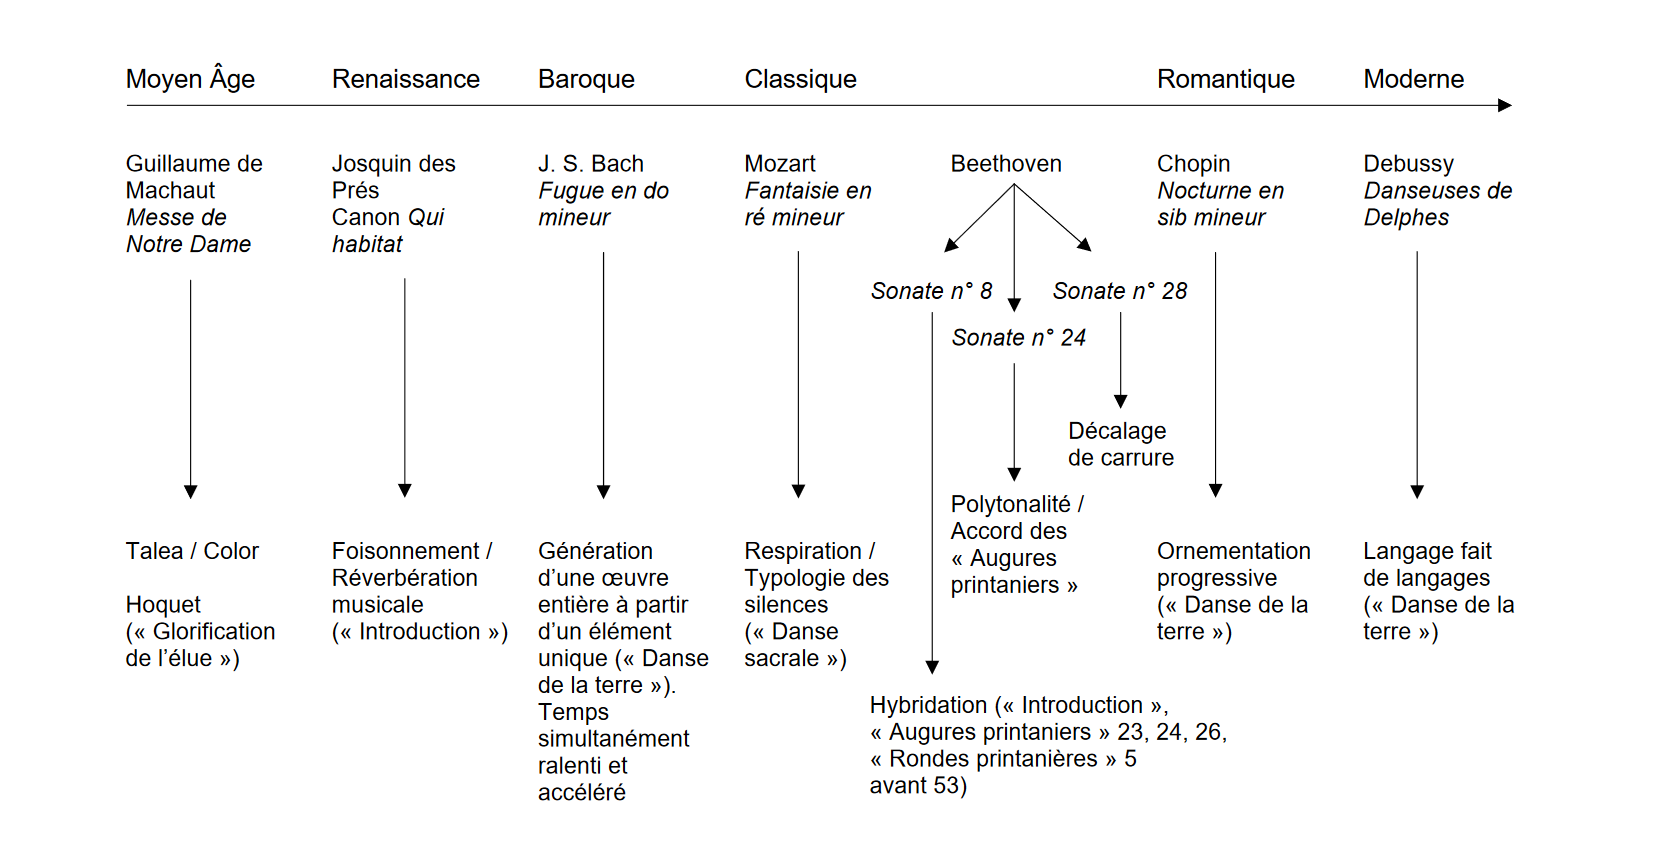 Moyen Âge
Renaissance
Baroque
Classique
Romantique
Moderne
Guillaume de
Machaut
Messe de
Notre Dame
Josquin des
Prés
Canon Qui
habitat
J. S. Bach
Fugue en do
mineur
Mozart
Fantaisie en
ré mineur
Beethoven
Chopin
Nocturne en
sib mineur
Debussy
Danseuses de
Delphes
Sonate n° 8
Sonate n° 24
Sonate n° 28
Décalage
de carrure
Polytonalité /
Accord des
« Augures
printaniers »
Talea / Color
Hoquet
(« Glorification
de l’élue »)
Foisonnement /
Réverbération
musicale
(« Introduction »)
Génération
d’une œuvre
entière à partir
d’un élément
unique (« Danse
de la terre »).
Temps
simultanément
ralenti et
accéléré
Respiration /
Typologie des
silences
(« Danse
sacrale »)
Hybridation (« Introduction »,
« Augures printaniers » 23, 24, 26,
« Rondes printanières » 5
avant 53)
Ornementation
progressive
(« Danse de la
terre »)
Langage fait
de langages
(« Danse de la
terre »)